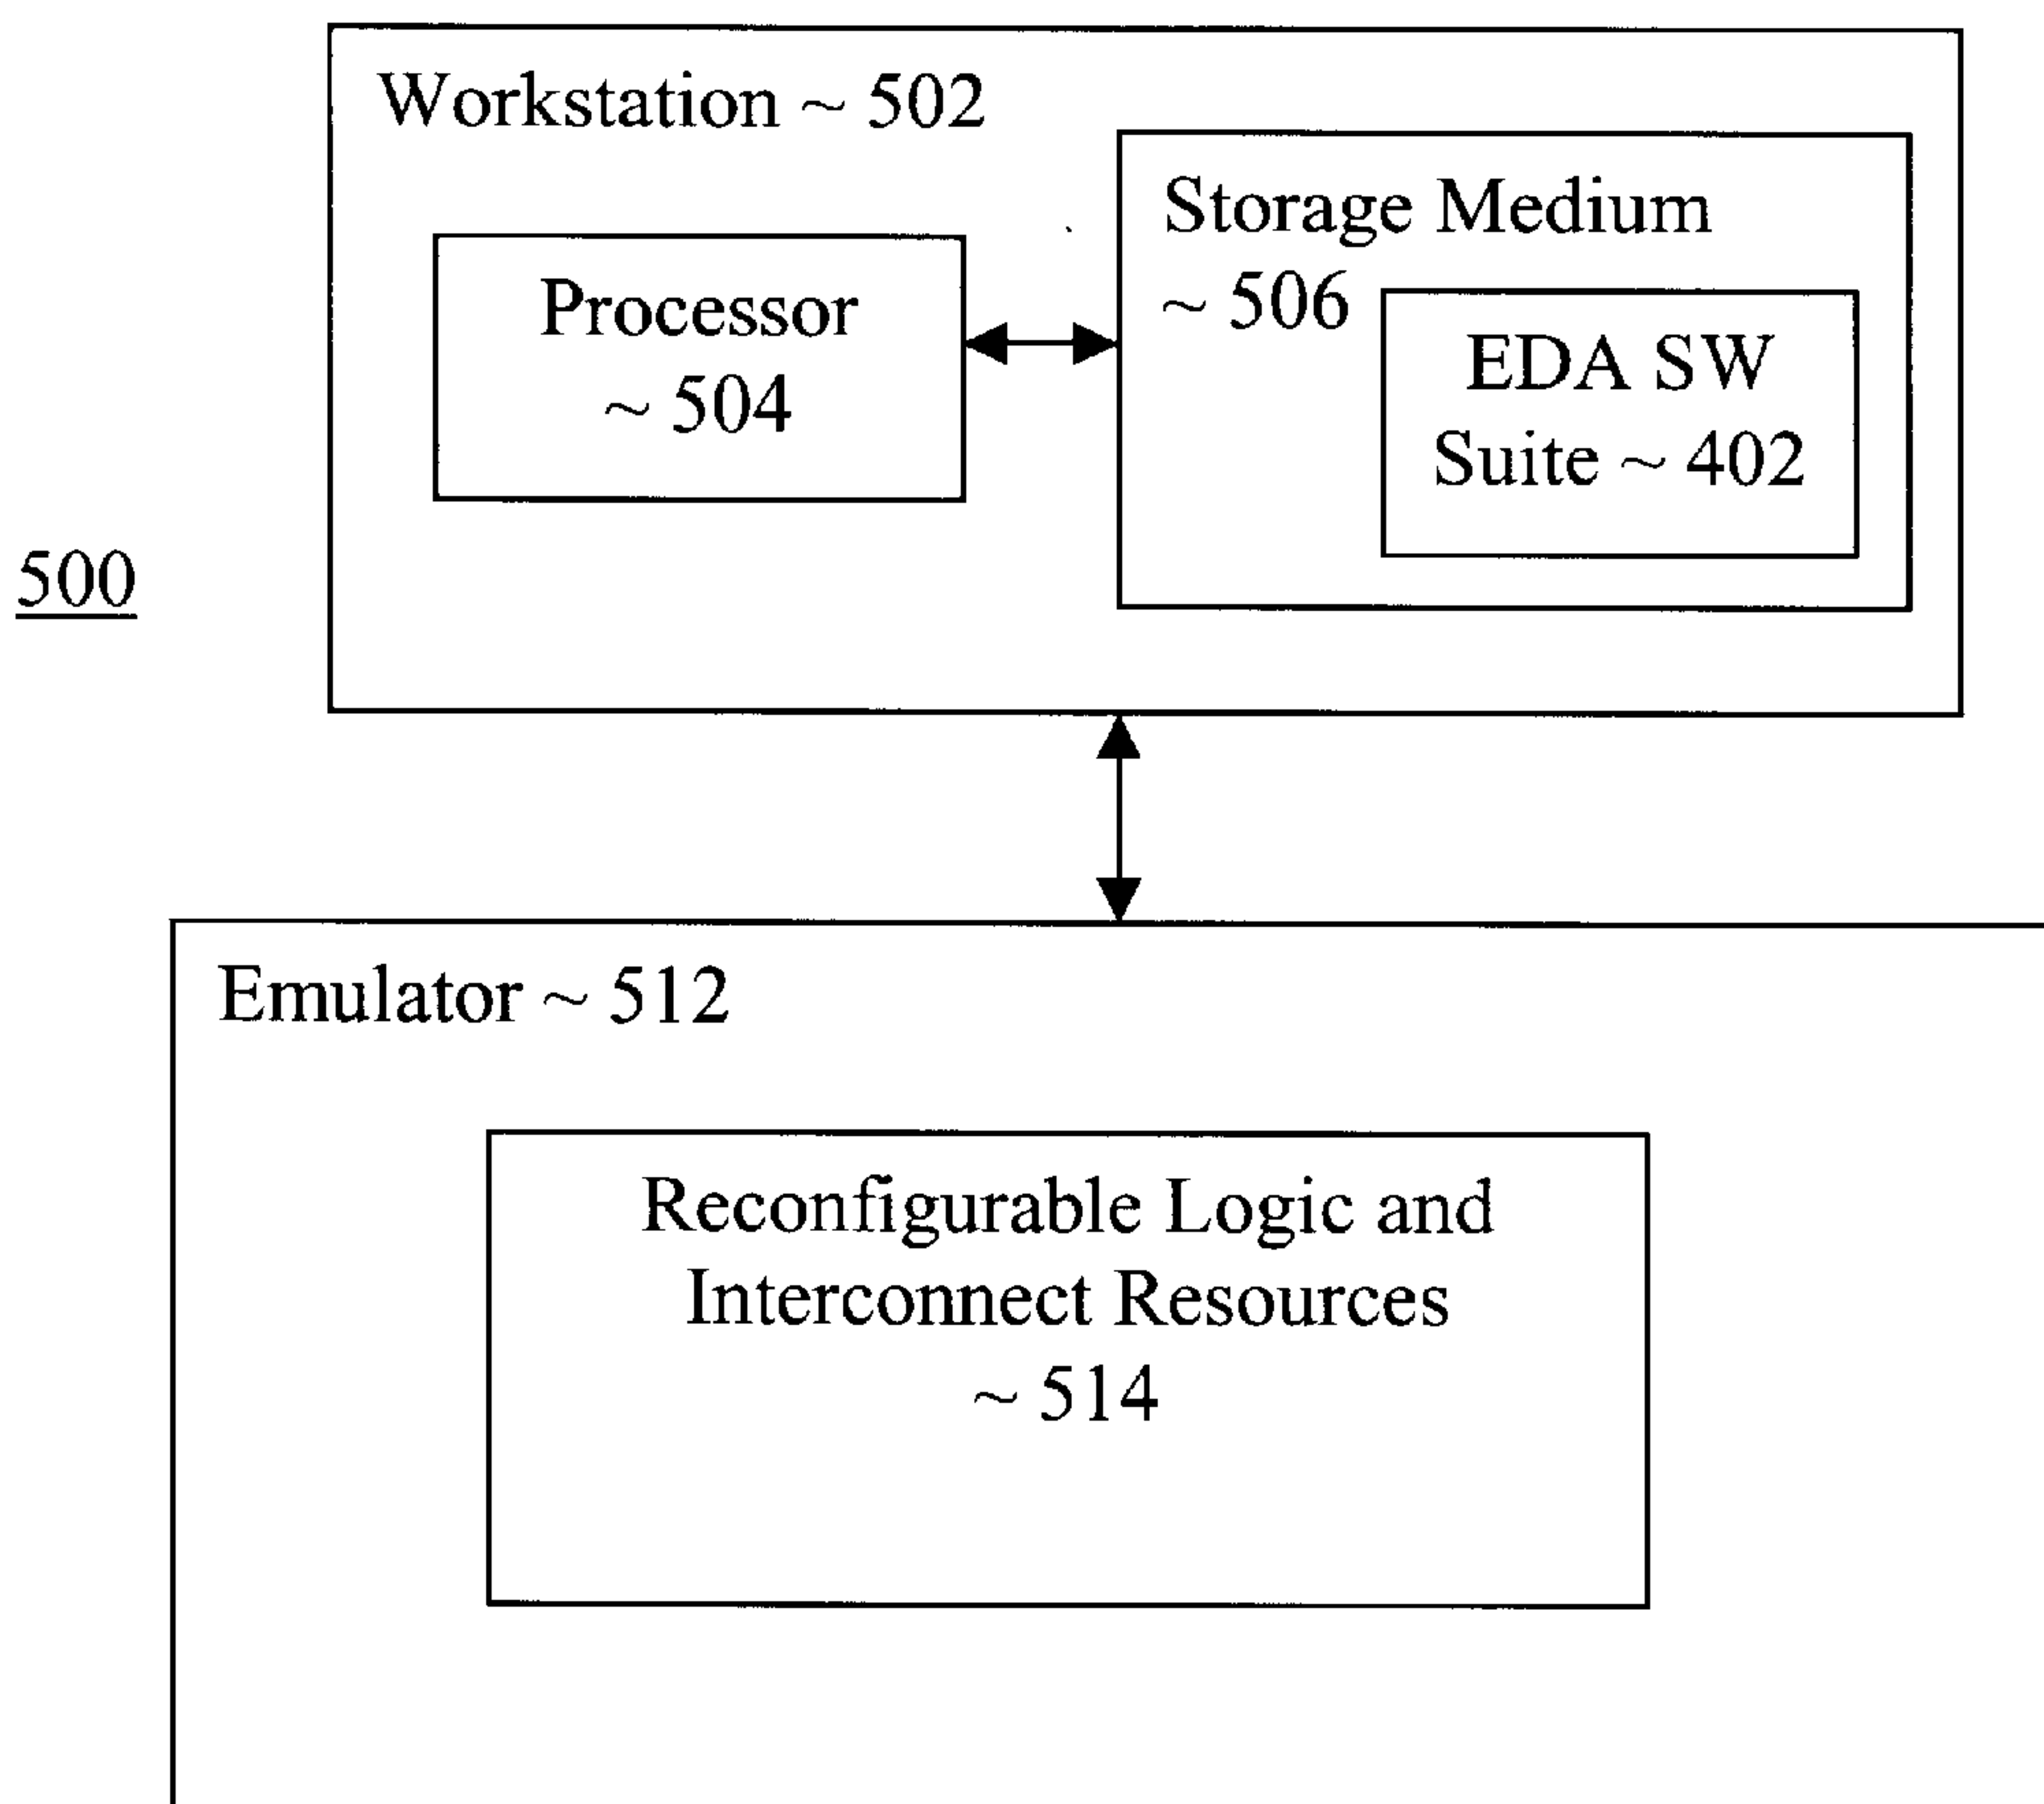 Workstation ~ 502
Storage Medium
~ 506
Processor
~ 504
EDA SW
Suite ~ 402
500
Emulator ~ 512
Reconfigurable Logic and
Interconnect Resources
~ 514